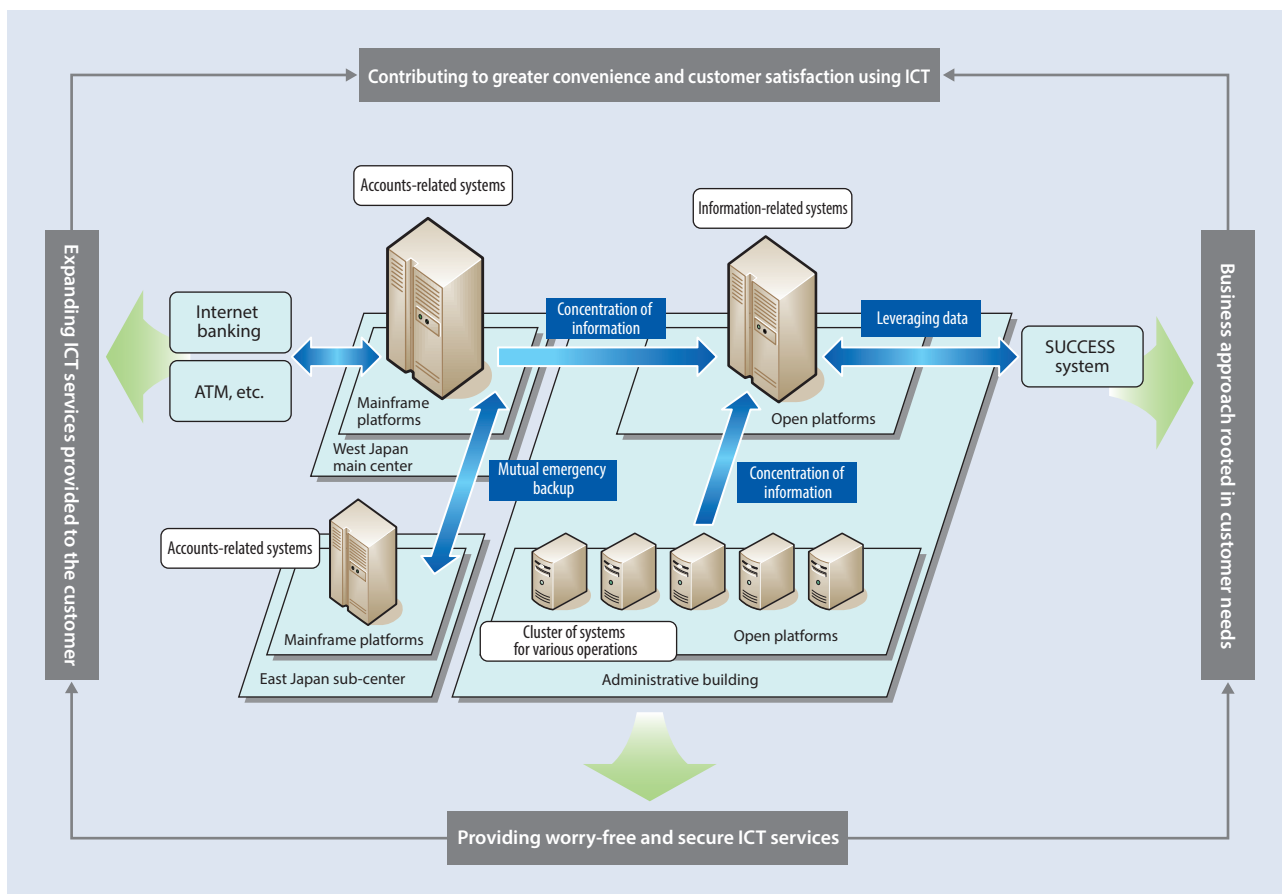 Contributing to greater convenience and customer satisfaction using ICT
Accounts-related systems
Information-related systems
Expanding ICT services provided to the customer
Business approach rooted in customer needs
Internet
banking
ATM, etc.
Concentration of
information
Leveraging data
SUCCESS
system
Mainframe
platforms
West Japan
main center
Open platforms
Mutual emergency
backup
Concentration of
information
Accounts-related systems
Mainframe platforms
East Japan sub-center
Cluster of systems
for various operations
Open platforms
Administrative building
Providing worry-free and secure ICT services